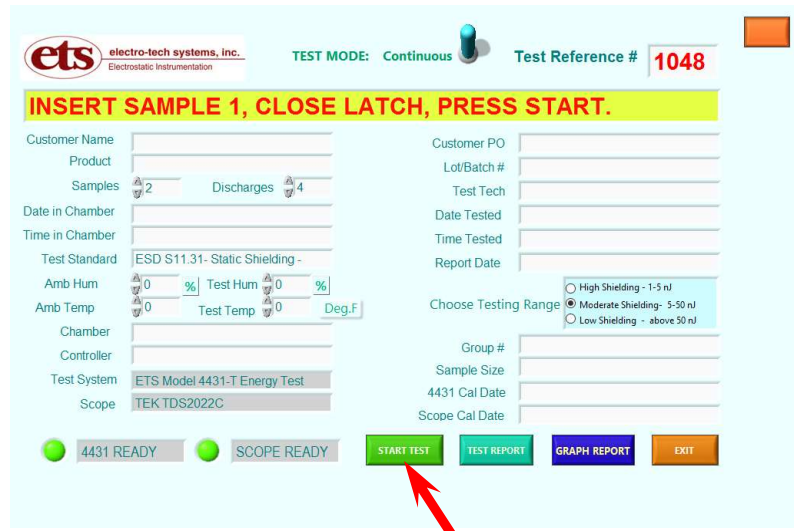 ets electro-tech systems, inc.
Electrostatic Instrumentation
TEST MODE: Continuous
Test Reference # 1048
INSERT SAMPLE 1, CLOSE LATCH, PRESS START.
Customer Name
Product
Samples 2 Discharges 4
Date in Chamber
Time in Chamber
Test Standard ESD S11.31- Static Shielding -
Amb Hum 0 % Test Hum 0 %
Amb Temp 0 Test Temp 0 Deg.F
Chamber
Controller
Test System ETS Model 4431-T Energy Test
Scope TEK TDS2022C
Customer PO
Lot/Batch #
Test Tech
Date Tested
Time Tested
Report Date
Choose Testing Range
High Shielding - 1-5 nJ
Moderate Shielding- 5-50 nJ
Low Shielding - above 50 nJ
Group #
Sample Size
4431 Cal Date
Scope Cal Date
4431 READY SCOPE READY START TEST TEST REPORT GRAPH REPORT EXIT